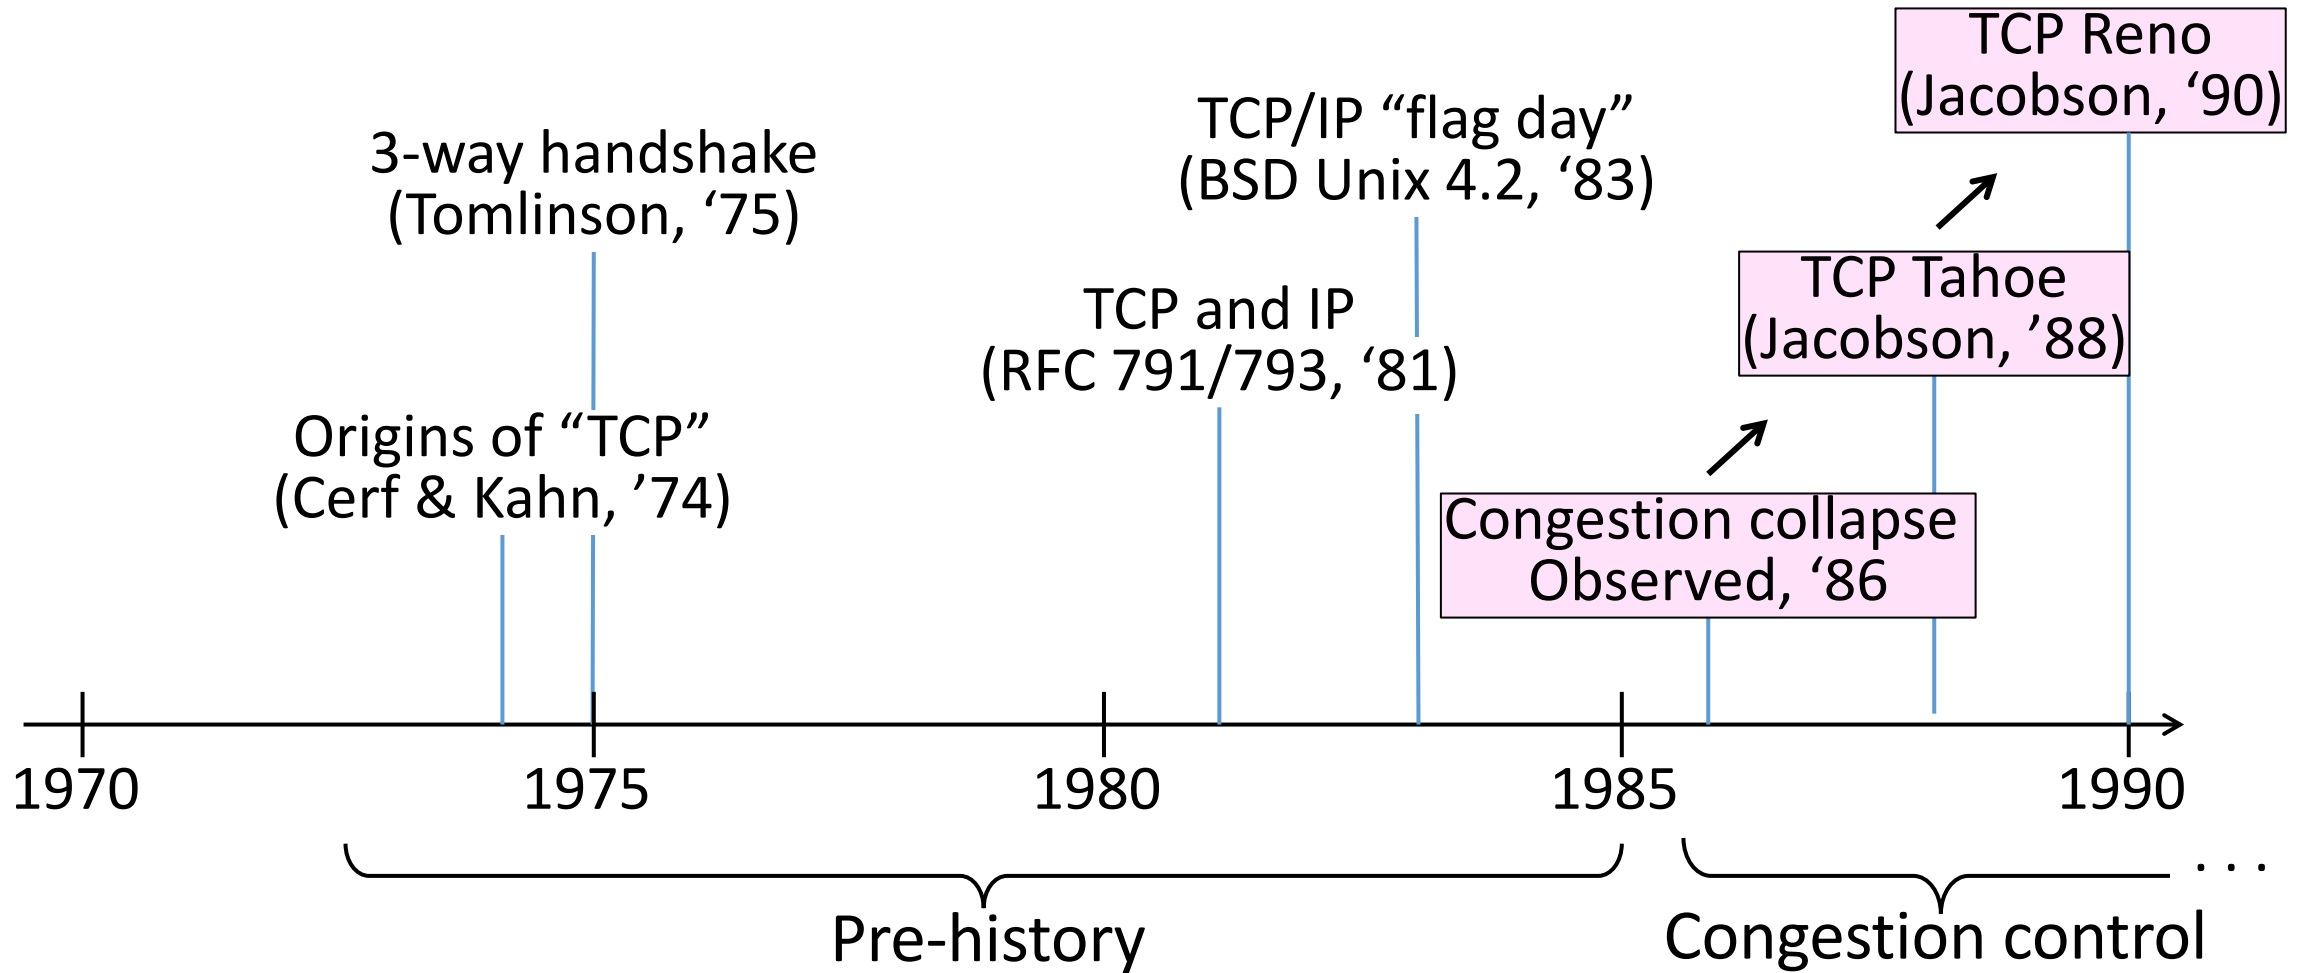 TCP Reno
(Jacobson, ‘90)
TCP/IP “flag day”
(BSD Unix 4.2, ‘83)
3-way handshake
(Tomlinson, ‘75)
TCP Tahoe
(Jacobson, ’88)
TCP and IP
(RFC 791/793, ‘81)
Origins of “TCP”
(Cerf & Kahn, ’74)
Congestion collapse
Observed, ‘86
1970
1975
1980
1985
1990
. . .
Pre-history
Congestion control